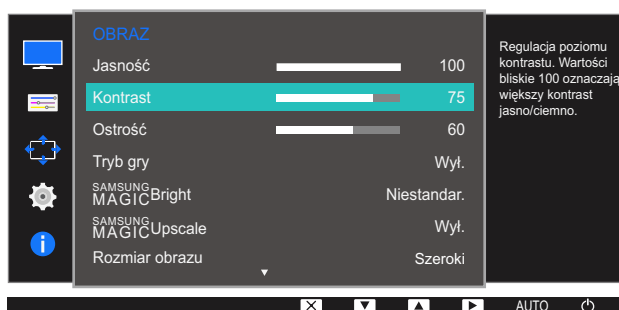 OBRAZ
Jasność 100
Kontrast 75
Ostrość 60
Tryb gry Wył.
SAMSUNG MAGIC Bright Niestandar.
SAMSUNG MAGIC Upscale Wył.
Rozmiar obrazu Szeroki
Regulacja poziomu
kontrastu. Wartości
bliskie 100 oznaczają
większy kontrast
jasno/ciemno.
AUTO